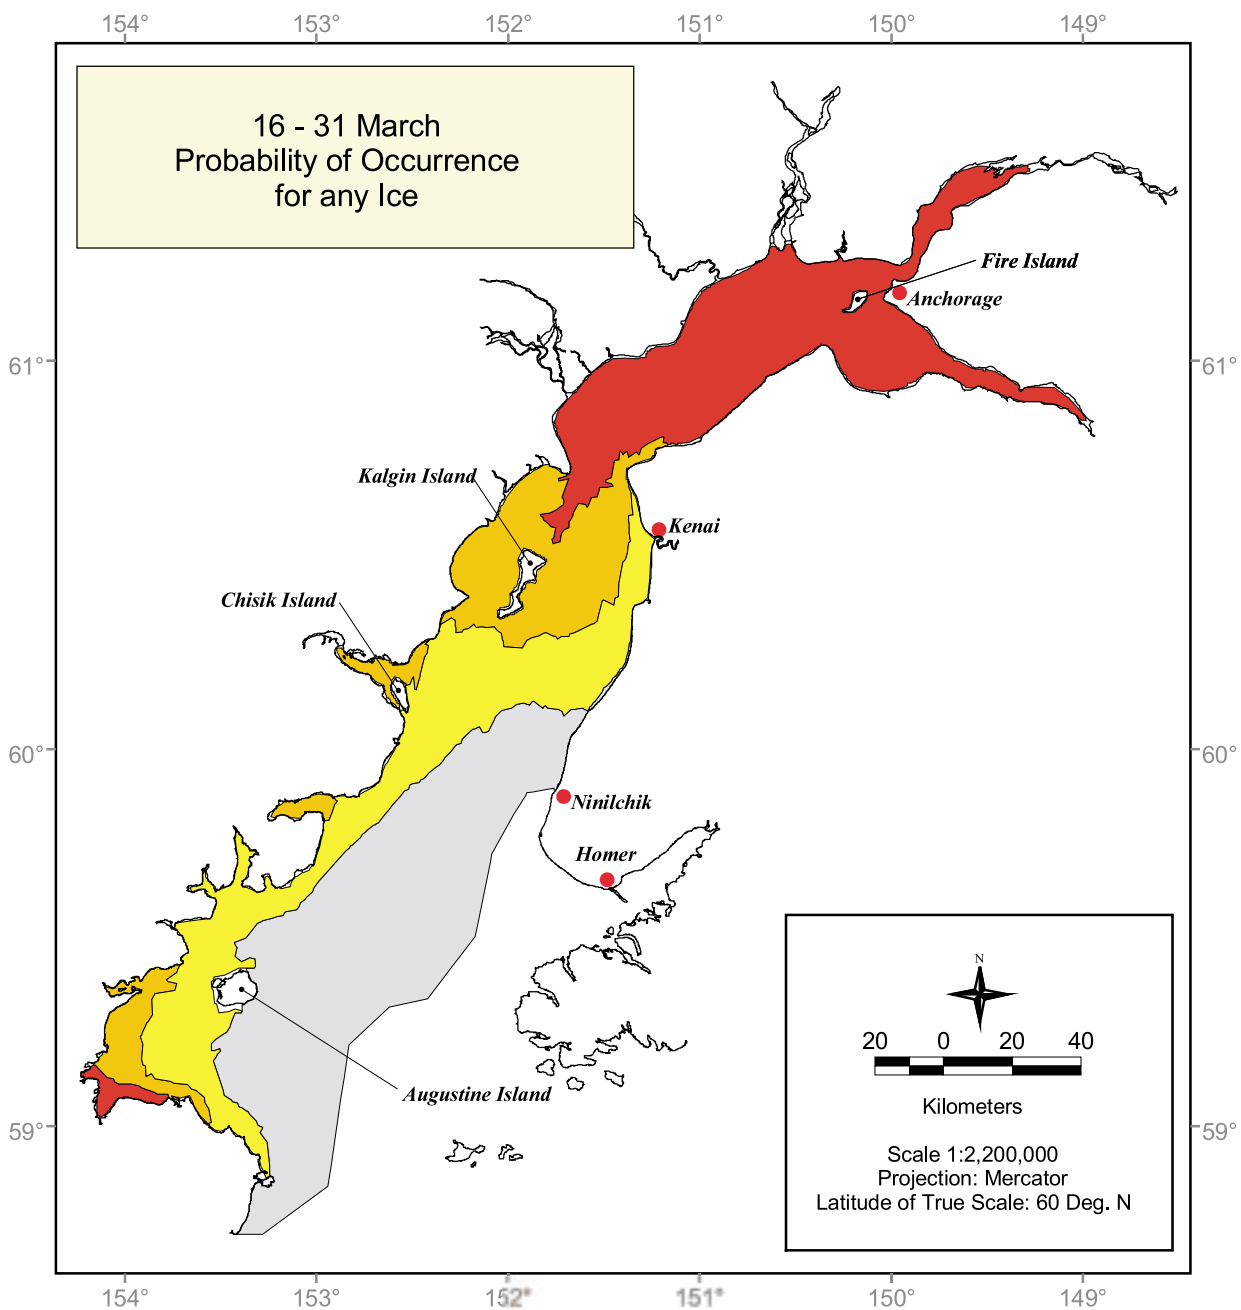 154° 153° 152° 151° 150° 149°
16 - 31 March
Probability of Occurrence
for any Ice
Fire Island
Anchorage
61° 61°
Kalgin Island
Kenai
Chisik Island
60° 60°
Ninilchik
Homer
N
20 0 20 40
Kilometers
Augustine Island
59° 59°
Scale 1:2,200,000
Projection: Mercator
Latitude of True Scale: 60 Deg. N
154° 153° 152° 151° 150° 149°